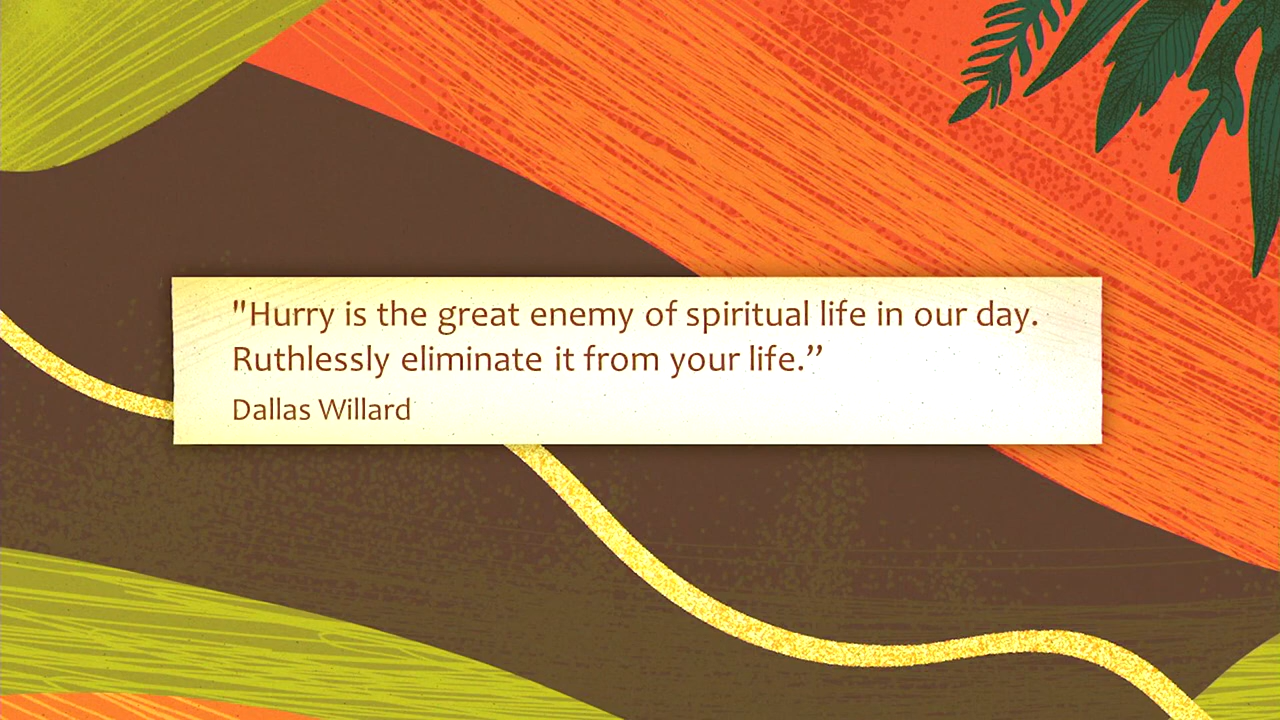 "Hurry is the great enemy of spiritual life in our day.
Ruthlessly eliminate it from your life.”
Dallas Willard